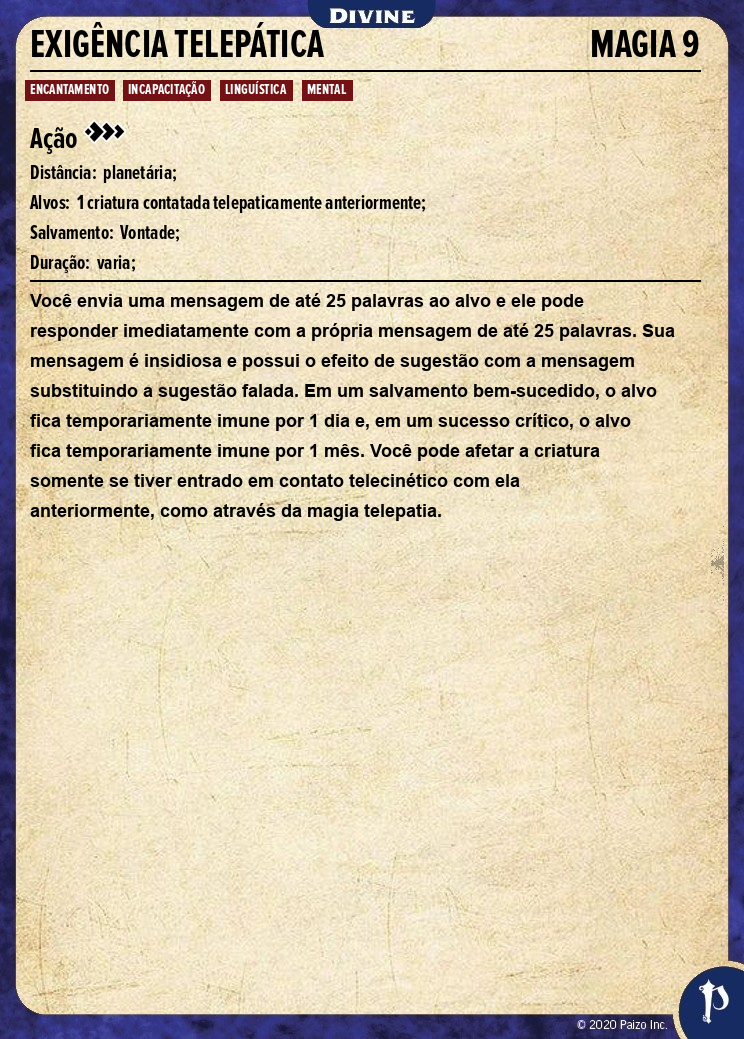 DIVINE
EXIGÊNCIA TELEPÁTICA MAGIA 9
ENCANTAMENTO INCAPACITAÇÃO LINGUÍSTICA MENTAL
Ação
Distância: planetária;
Alvos: 1 criatura contatada telepaticamente anteriormente;
Salvamento: Vontade;
Duração: varia;
Você envia uma mensagem de até 25 palavras ao alvo e ele pode
responder imediatamente com a própria mensagem de até 25 palavras. Sua
mensagem é insidiosa e possui o efeito de sugestão com a mensagem
substituindo a sugestão falada. Em um salvamento bem-sucedido, o alvo
fica temporariamente imune por 1 dia e, em um sucesso crítico, o alvo
fica temporariamente imune por 1 mês. Você pode afetar a criatura
somente se tiver entrado em contato telecinético com ela
anteriormente, como através da magia telepatia.
© 2020 Paizo Inc.
P